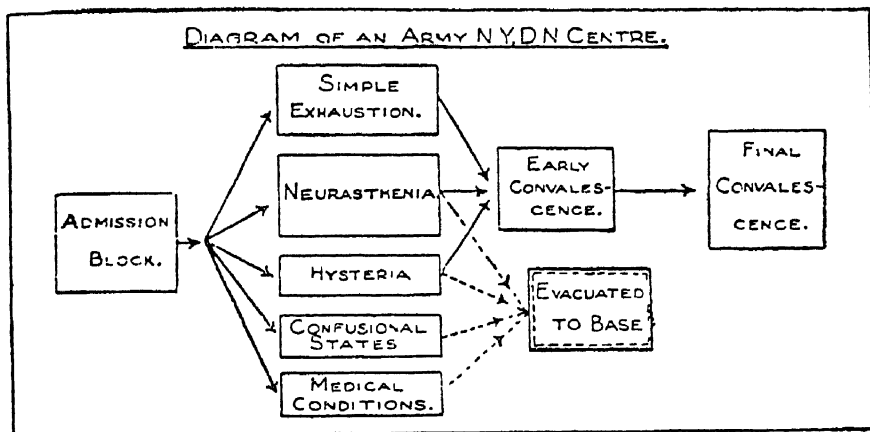 DIAGRAM OF AN ARMY N Y, DN CENTRE.
SIMPLE
EXHAUSTION.
NEURASTHENIA.
HYSTERIA
CONFUSIONAL
STATES
MEDICAL
CONDITIONS.
ADMISSION
BLOCK.
EARLY
CONVALES-
CENCE.
EVACUATED
TO BASE
FINAL
CONVALES-
CENCE.